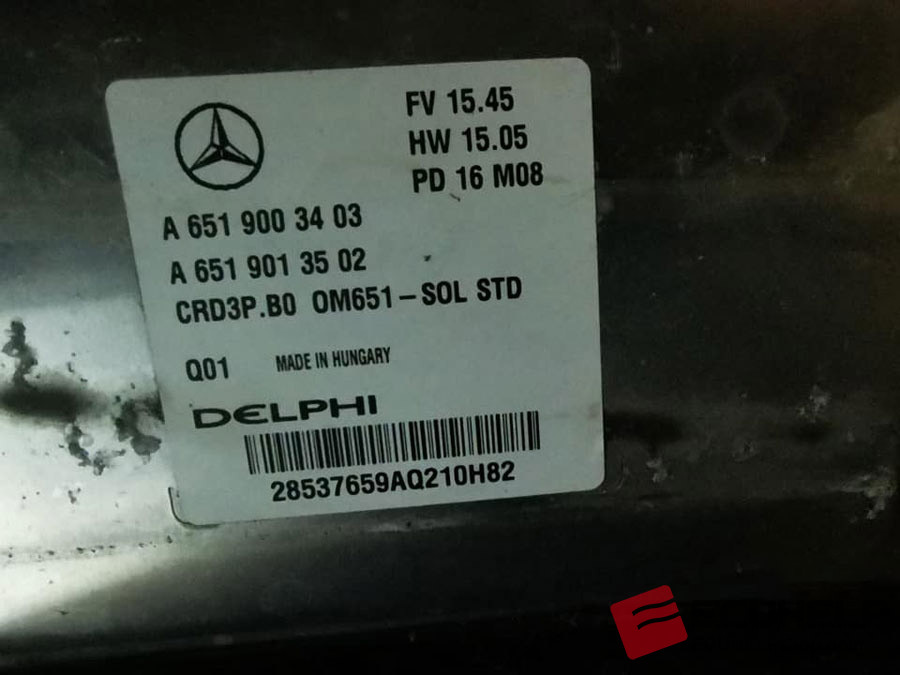 FV 15.45
HW 15.05
PD 16 M08
A 651 900 34 03
A 651 901 35 02
CRD3P.B0 OM651-SOL STD
Q01 MADE IN HUNGARY
DELPHI
28537659AQ210H82